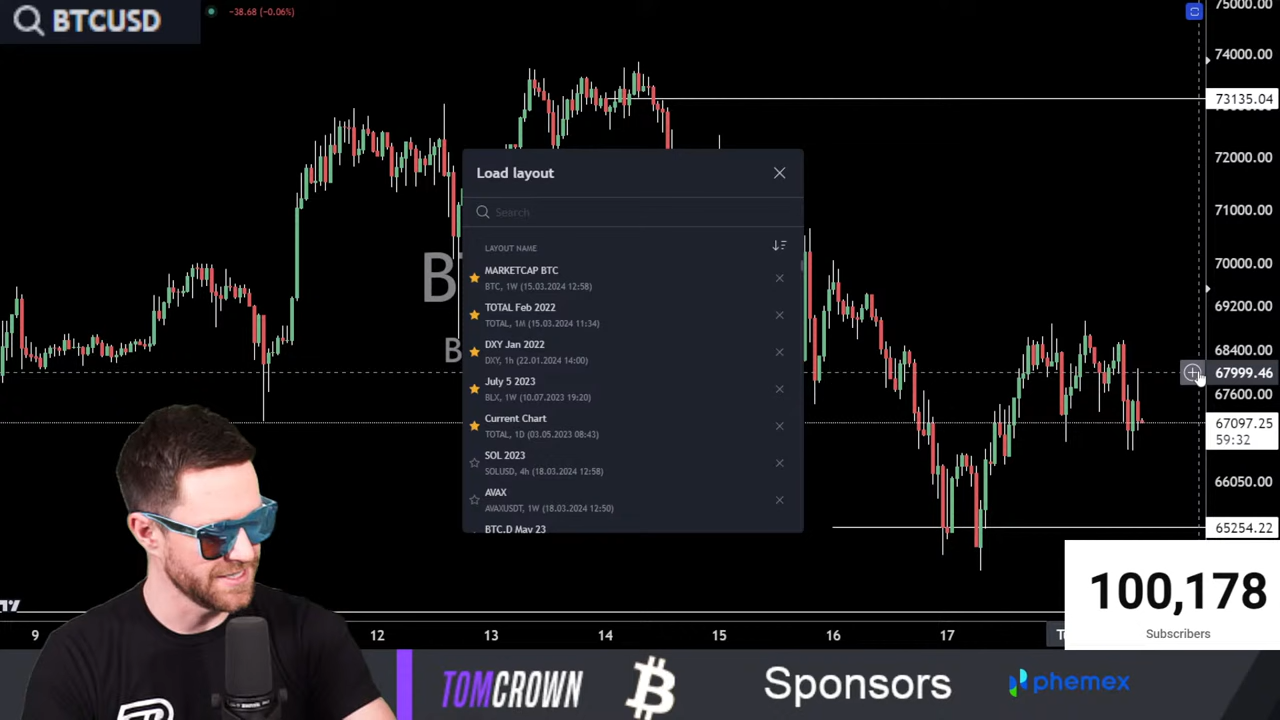 BTCUSD
-38.68 (-0.06%)
75000.00
74000.00
73135.04
72000.00
71000.00
70000.00
69200.00
68400.00
67999.46
67600.00
67097.25
59:32
66050.00
65254.22
Load layout
Search
LAYOUT NAME
MARKETCAP BTC
BTC, 1W (15.03.2024 12:58)
TOTAL Feb 2022
TOTAL, 1M (15.03.2024 11:34)
DXY Jan 2022
DXY, 1h (22.01.2024 14:00)
July 5 2023
BLX, 1W (10.07.2023 19:20)
Current Chart
TOTAL, 1D (03.05.2023 08:43)
SOL 2023
SOLUSD, 4h (18.03.2024 12:58)
AVAX
AVAXUSDT, 1W (18.03.2024 12:50)
BTC.D May 23
100,178
Subscribers
9 12 13 14 15 16 17
TOMCROWN
Sponsors
phemex